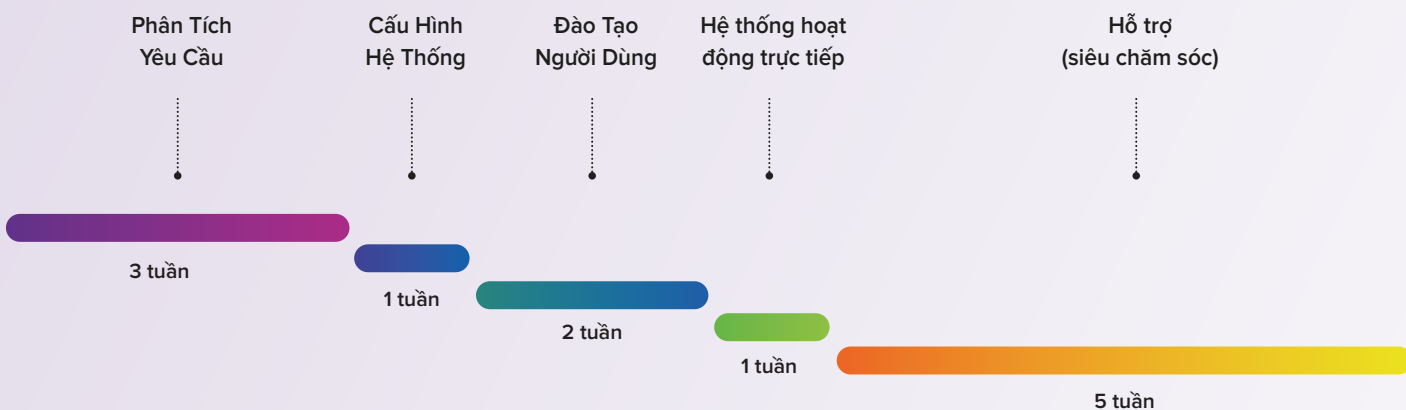 Phân Tích
Yêu Cầu
Cấu Hình
Hệ Thống
Đào Tạo
Người Dùng
Hệ thống hoạt
động trực tiếp
Hỗ trợ
(siêu chăm sóc)
3 tuần
1 tuần
2 tuần
1 tuần
5 tuần